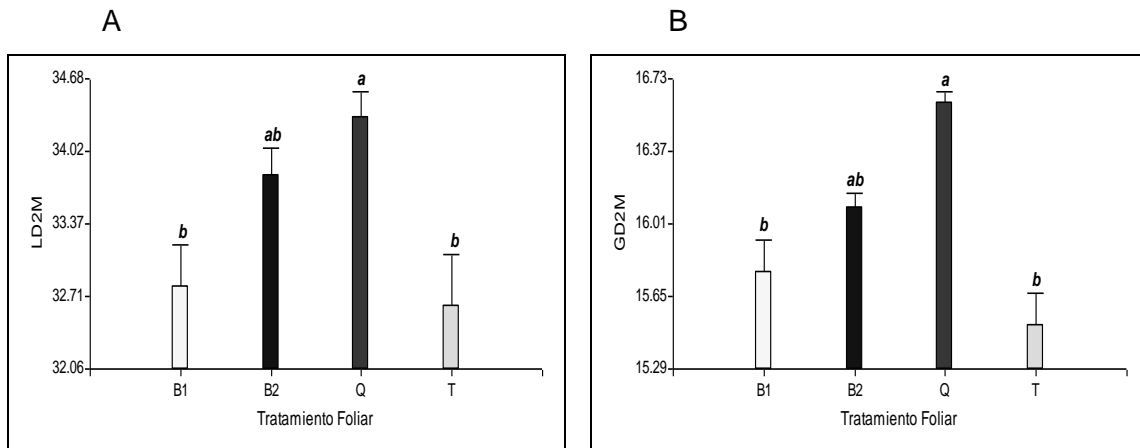 A
34.68
34.02
33.37
32.71
32.06
LD2M
b
ab
a
b
B1 B2 Q T
Tratamiento Foliar
B
16.73
16.37
16.01
15.65
15.29
GD2M
b
ab
a
b
B1 B2 Q T
Tratamiento Foliar